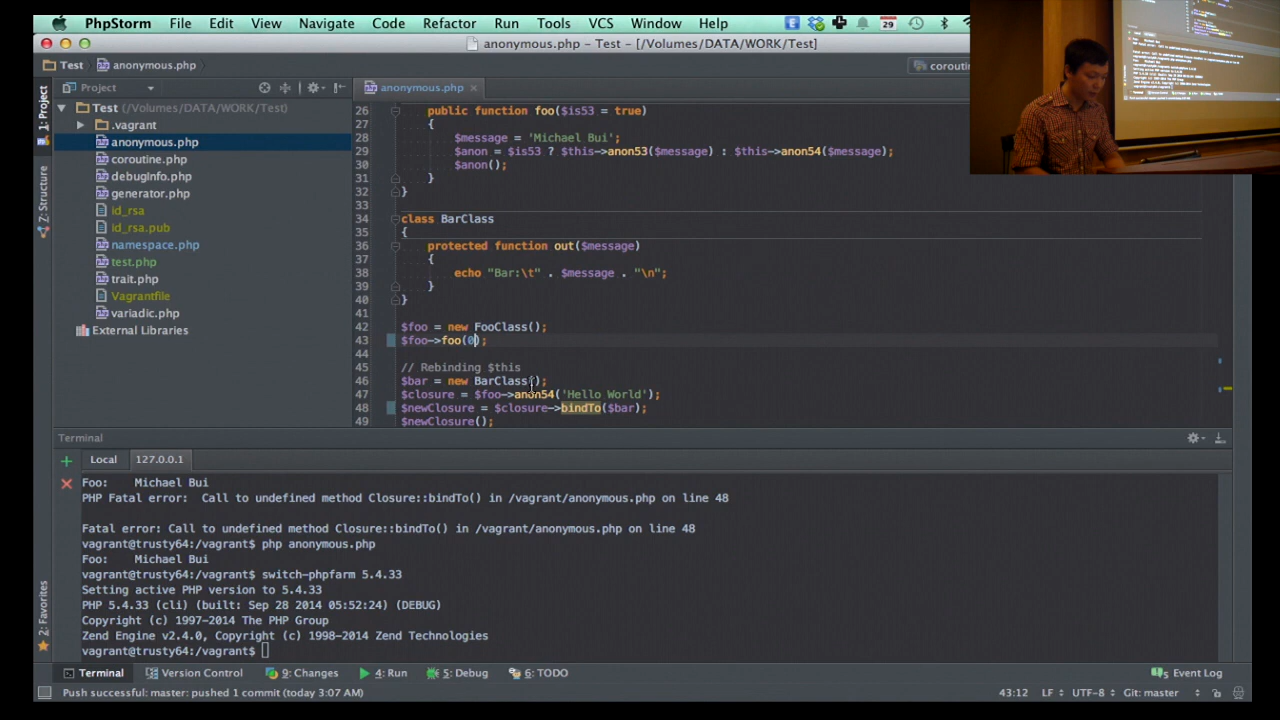 PhpStorm File Edit View Navigate Code Refactor Run Tools VCS Window Help 29
anonymous.php - Test - [/Volumes/DATA/WORK/Test]
Test anonymous.php
Project
anonymous.php
Test (/Volumes/DATA/WORK/Test)
.vagrant
anonymous.php
coroutine.php
debugInfo.php
generator.php
id_rsa
id_rsa.pub
namespace.php
test.php
trait.php
Vagrantfile
variadic.php
External Libraries
1: Project
7: Structure
2: Favorites
26 public function foo($is53 = true)
27 {
28 $message = 'Michael Bui';
29 $anon = $is53 ? $this->anon53($message) : $this->anon54($message);
30 $anon();
31 }
32 }
33
34 class BarClass
35 {
36 protected function out($message)
37 {
38 echo "Bar:\t" . $message . "\n";
39 }
40 }
41
42 $foo = new FooClass();
43 $foo->foo(0);
44
45 // Rebinding $this
46 $bar = new BarClass();
47 $closure = $foo->anon54('Hello World');
48 $newClosure = $closure->bindTo($bar);
49 $newClosure();
Terminal
Local 127.0.0.1
Foo: Michael Bui
PHP Fatal error: Call to undefined method Closure::bindTo() in /vagrant/anonymous.php on line 48
Fatal error: Call to undefined method Closure::bindTo() in /vagrant/anonymous.php on line 48
vagrant@trusty64:/vagrant$ php anonymous.php
Foo: Michael Bui
vagrant@trusty64:/vagrant$ switch-phpfarm 5.4.33
Setting active PHP version to 5.4.33
PHP 5.4.33 (cli) (built: Sep 28 2014 05:52:24) (DEBUG)
Copyright (c) 1997-2014 The PHP Group
Zend Engine v2.4.0, Copyright (c) 1998-2014 Zend Technologies
vagrant@trusty64:/vagrant$
Terminal Version Control 9: Changes 4: Run 5: Debug 6: TODO Event Log
Push successful: master: pushed 1 commit (today 3:07 AM) 43:12 LF UTF-8 Git: master